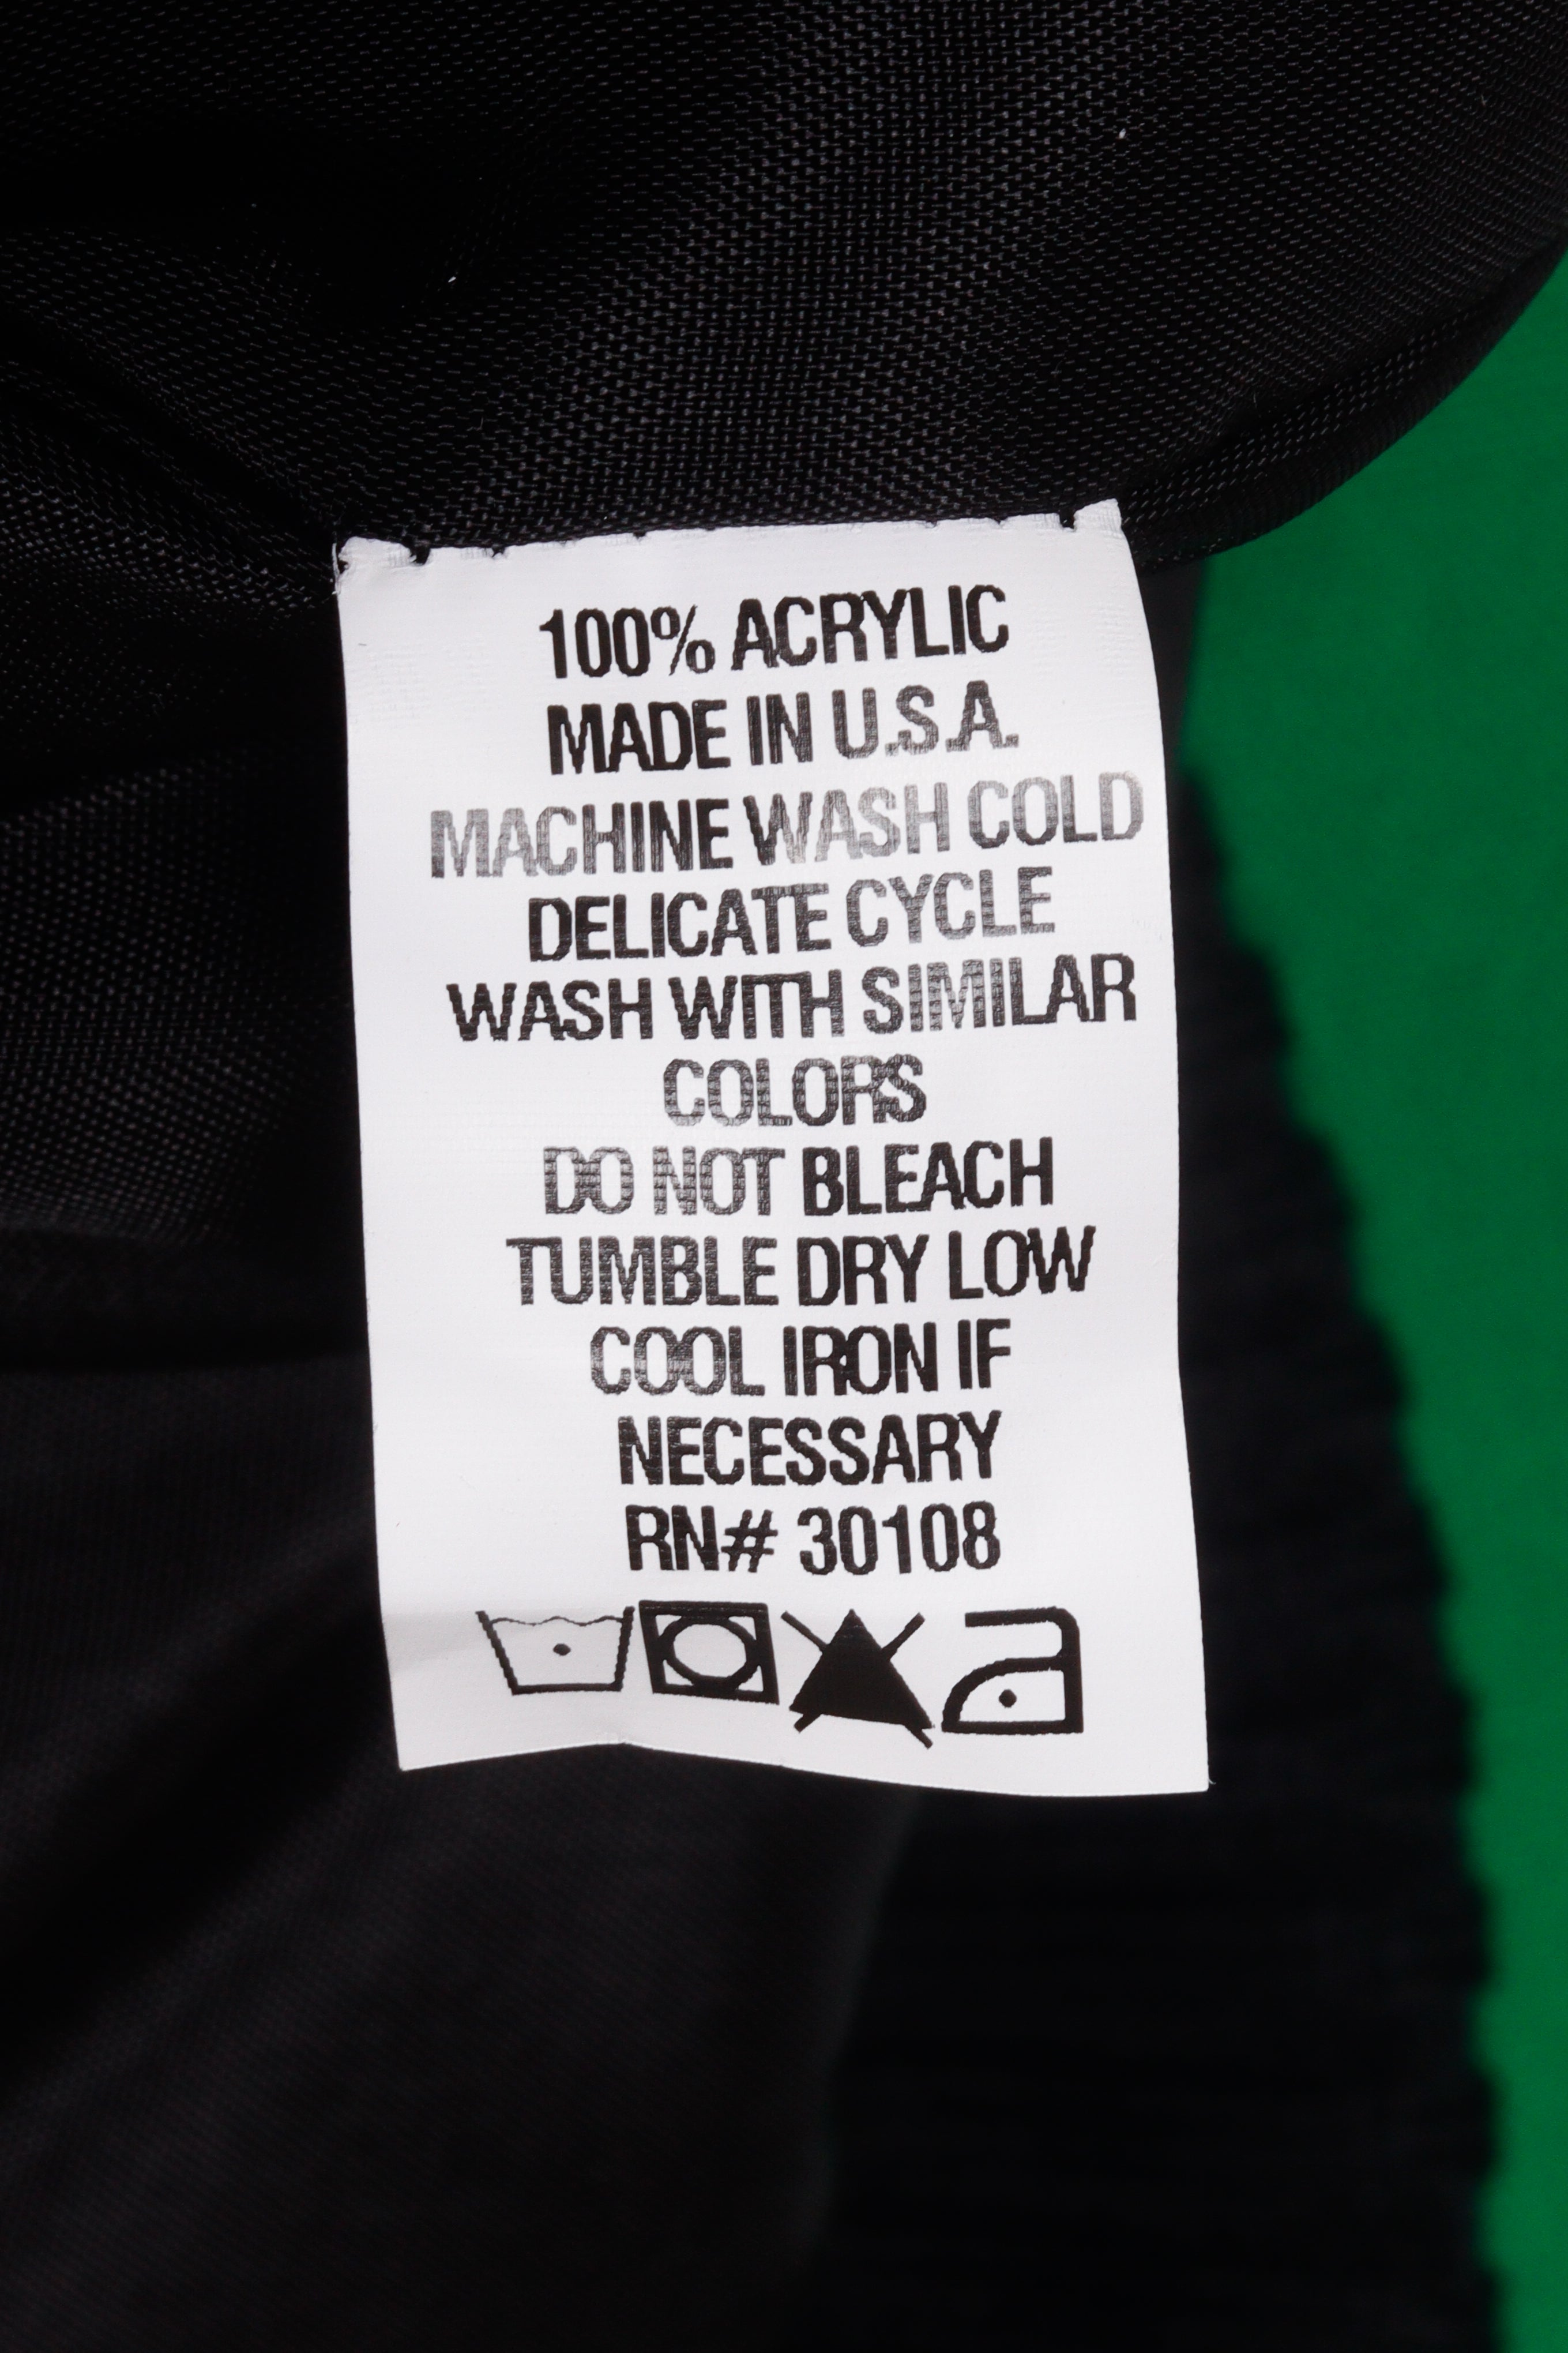 100% ACRYLIC
MADE IN U.S.A.
MACHINE WASH COLD
DELICATE CYCLE
WASH WITH SIMILAR
COLORS
DO NOT BLEACH
TUMBLE DRY LOW
COOL IRON IF
NECESSARY
RN# 30108